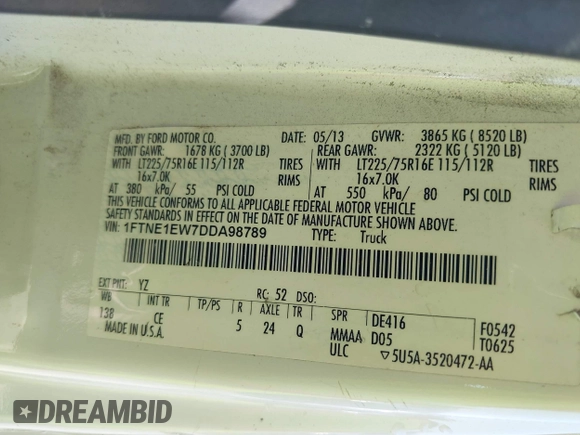 MFD. BY FORD MOTOR CO. DATE: 05/13 GVWR: 3865 KG ( 8520 LB)
FRONT GAWR: 1678 KG ( 3700 LB) REAR GAWR: 2322 KG ( 5120 LB)
WITH LT225/75R16E 115/112R TIRES WITH LT225/75R16E 115/112R TIRES
16x7.0K RIMS 16x7.0K RIMS
AT 380 kPa/ 55 PSI COLD AT 550 kPa/ 80 PSI COLD
THIS VEHICLE CONFORMS TO ALL APPLICABLE FEDERAL MOTOR VEHICLE
SAFETY STANDARDS IN EFFECT ON THE DATE OF MANUFACTURE SHOWN ABOVE.
VIN: 1FTNE1EW7DDA98789 TYPE: Truck
EXT PNT: YZ RC: 52 DSO:
WB INT TR TP/PS R AXLE TR SPR DE416 F0542
138 CE 5 24 Q MMAA D05 T0625
MADE IN U.S.A. ULC ▽5U5A-3520472-AA
DREAMBID